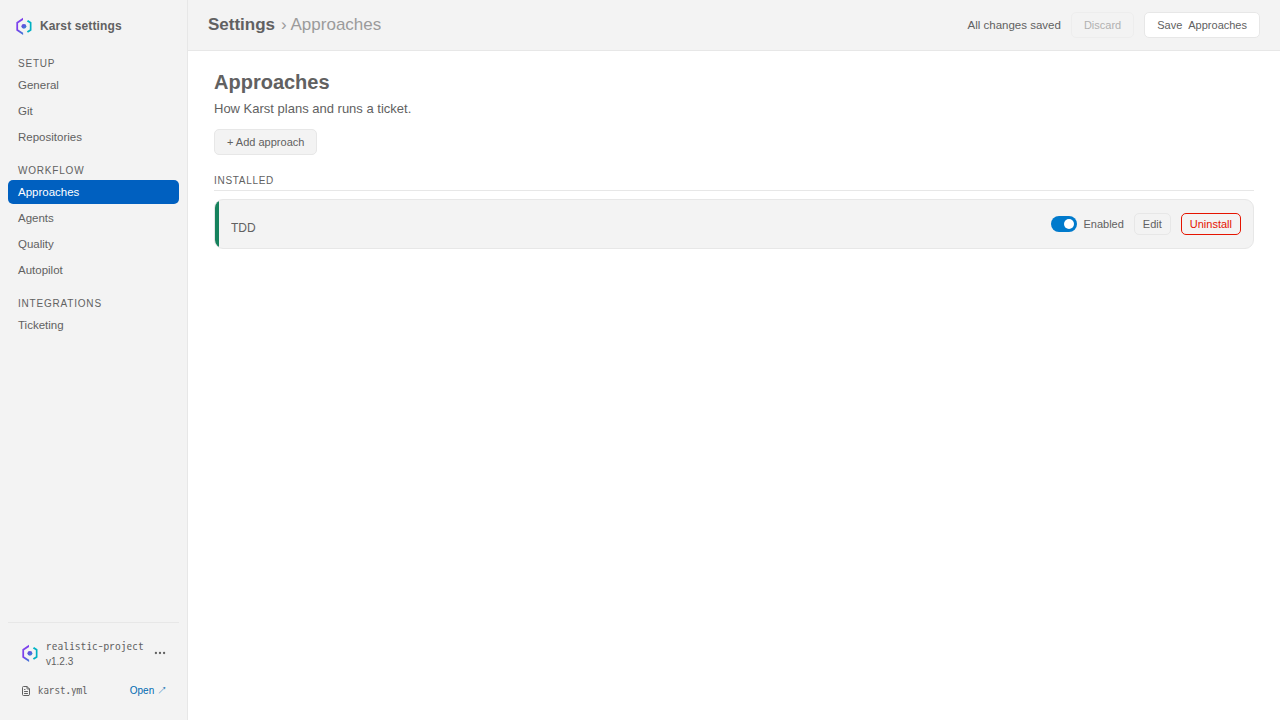 Karst settings
SETUP
General
Git
Repositories
WORKFLOW
Approaches
Agents
Quality
Autopilot
INTEGRATIONS
Ticketing
realistic-project
v1.2.3
karst.yml
Open ↗
Settings › Approaches
All changes saved
Discard
Save Approaches
Approaches
How Karst plans and runs a ticket.
+ Add approach
INSTALLED
TDD
Enabled
Edit
Uninstall